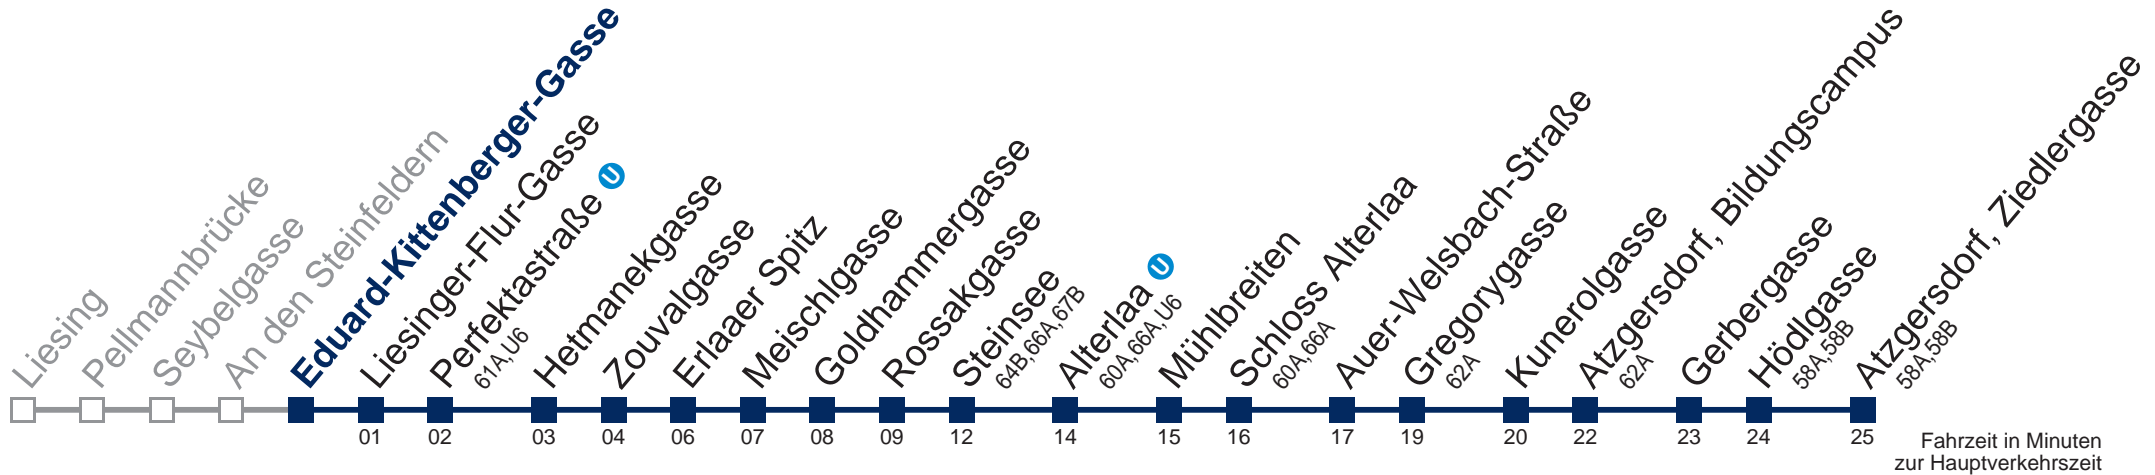 Liesing
Pellmannbrücke
Seybelgasse
An den Steinfeldern
Eduard-Kittenberger-Gasse
Liesinger-Flur-Gasse
01
Perfektastraße U
61A, U6
02
Hetmanekgasse
03
Zouvalgasse
04
Erlaaer Spitz
06
Meischlgasse
07
Goldhammergasse
08
Rossakgasse
09
Steinsee
64B, 66A, 67B
12
Alterlaa U
60A, 66A, U6
14
Mühlbreiten
15
Schloss Alterlaa
60A, 66A
16
Auer-Welsbach-Straße
17
Gregorygasse
62A
19
Kunerolgasse
20
Atzgersdorf, Bildungscampus
62A
22
Gerbergasse
23
Hödlgasse
58A, 58B
24
Atzgersdorf, Ziedlergasse
58A, 58B
25
Fahrzeit in Minuten
zur Hauptverkehrszeit